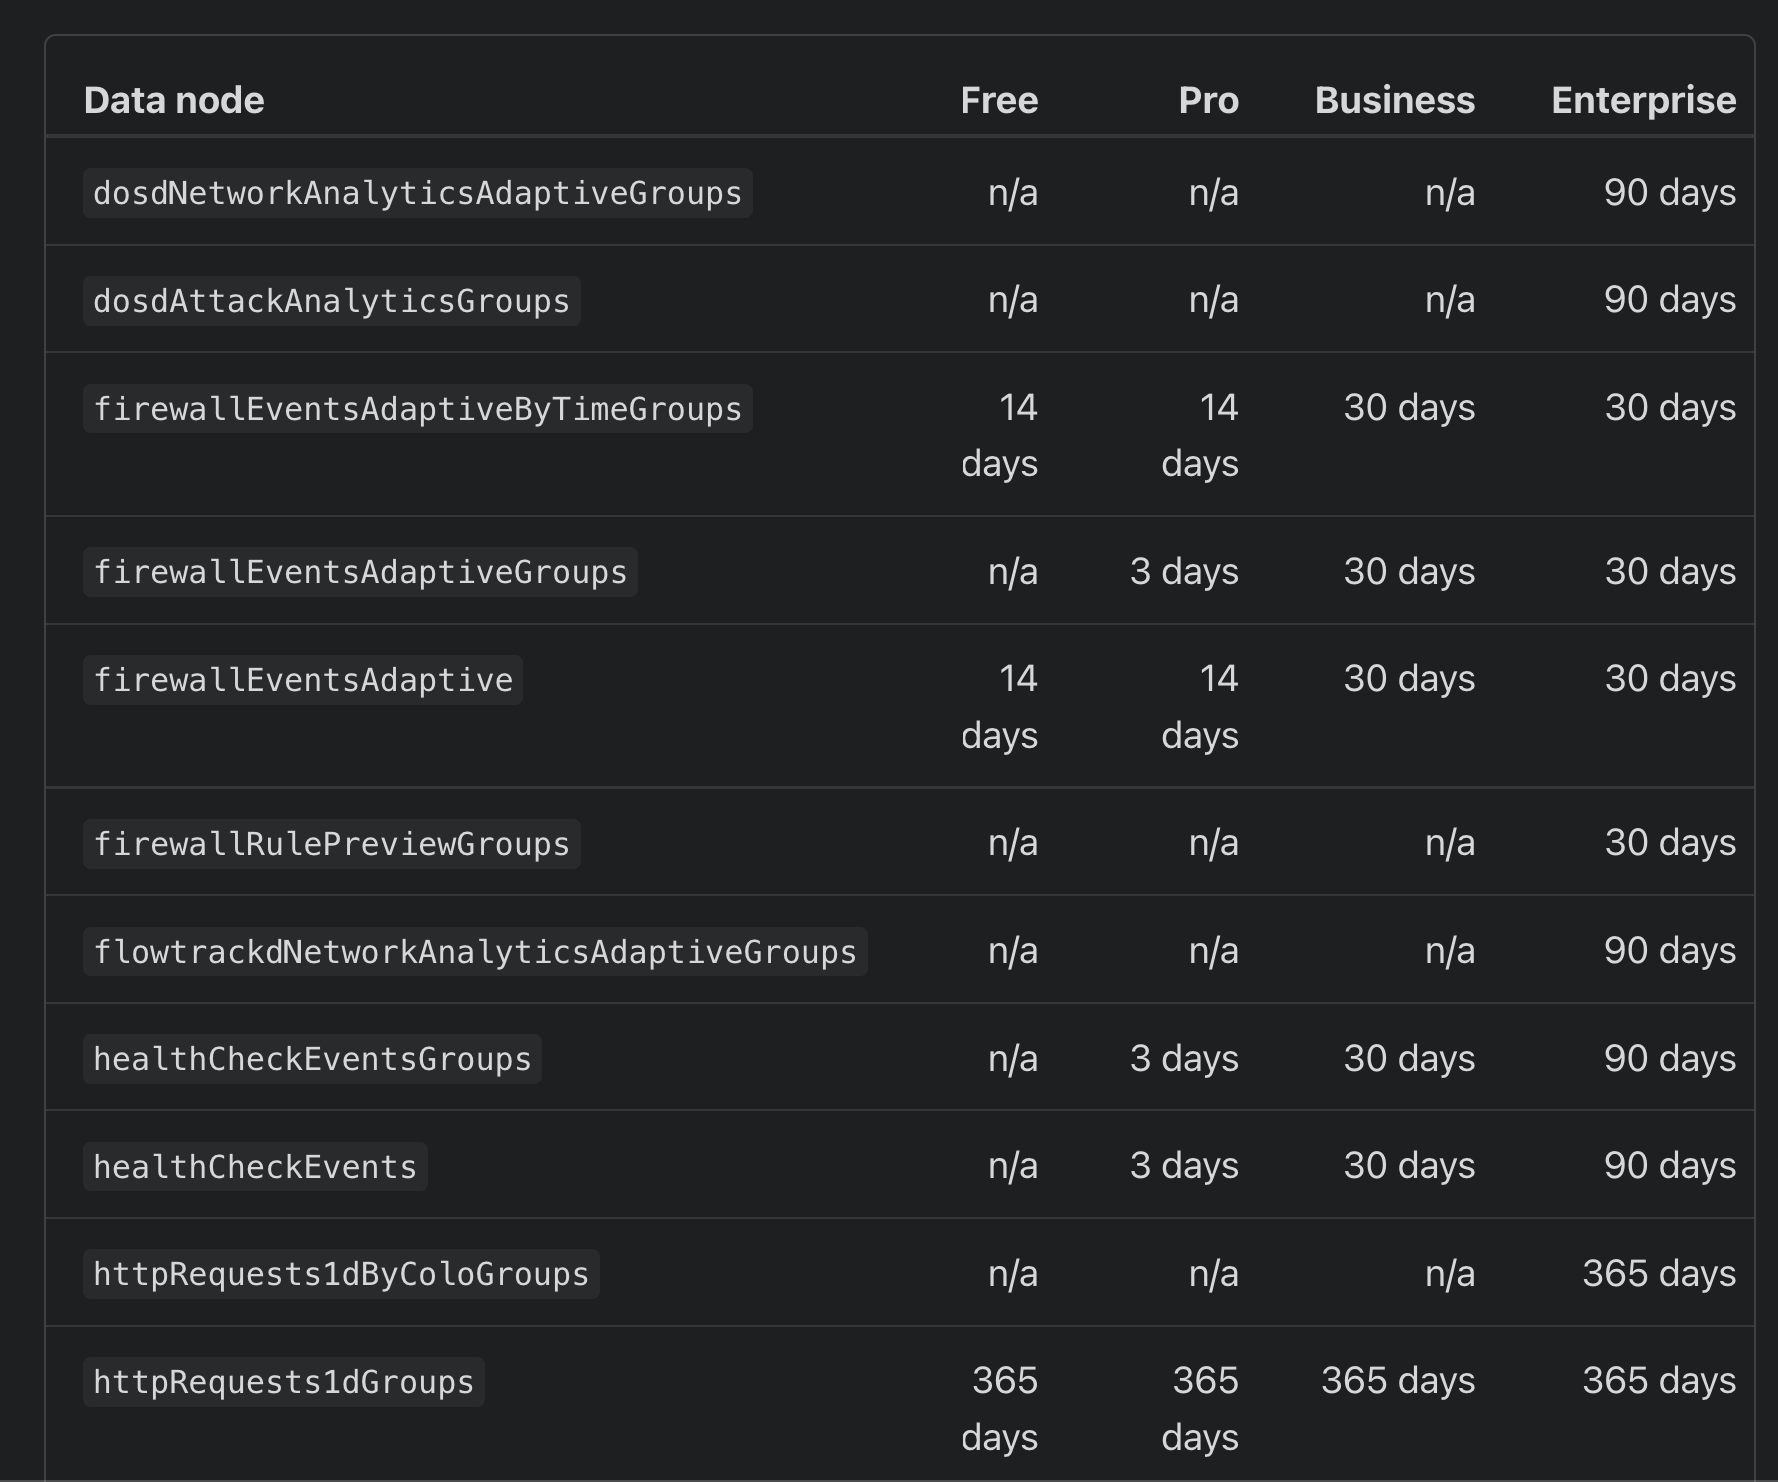 Data node Free Pro Business Enterprise
dosdNetworkAnalyticsAdaptiveGroups n/a n/a n/a 90 days
dosdAttackAnalyticsGroups n/a n/a n/a 90 days
firewallEventsAdaptiveByTimeGroups 14 14 30 days 30 days
days days
firewallEventsAdaptiveGroups n/a 3 days 30 days 30 days
firewallEventsAdaptive 14 14 30 days 30 days
days days
firewallRulePreviewGroups n/a n/a n/a 30 days
flowtrackdNetworkAnalyticsAdaptiveGroups n/a n/a n/a 90 days
healthCheckEventsGroups n/a 3 days 30 days 90 days
healthCheckEvents n/a 3 days 30 days 90 days
httpRequests1dByColoGroups n/a n/a n/a 365 days
httpRequests1dGroups 365 365 365 days 365 days
days days